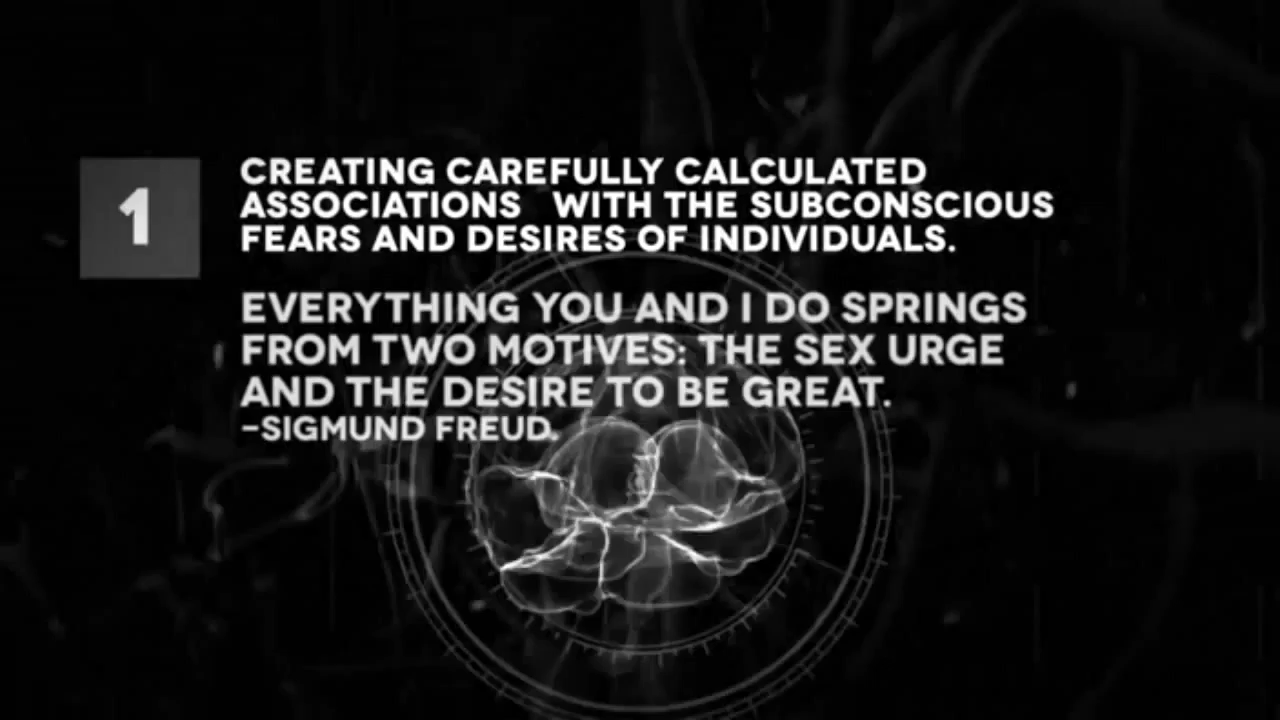 1
CREATING CAREFULLY CALCULATED
ASSOCIATIONS WITH THE SUBCONSCIOUS
FEARS AND DESIRES OF INDIVIDUALS.
EVERYTHING YOU AND I DO SPRINGS
FROM TWO MOTIVES: THE SEX URGE
AND THE DESIRE TO BE GREAT.
-SIGMUND FREUD.